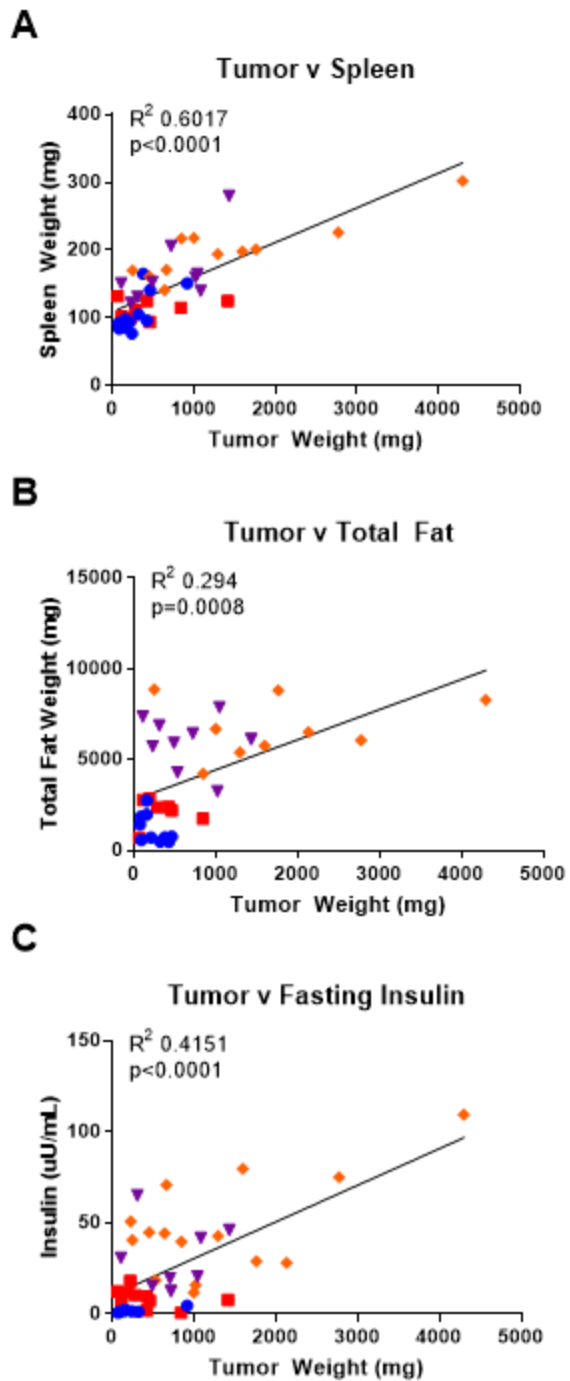 A
Tumor v Spleen
R² 0.6017
p<0.0001
Spleen Weight (mg)
400
300
200
100
0
0 1000 2000 3000 4000 5000
Tumor Weight (mg)
B
Tumor v Total Fat
R² 0.294
p=0.0008
Total Fat Weight (mg)
15000
10000
5000
0
0 1000 2000 3000 4000 5000
Tumor Weight (mg)
C
Tumor v Fasting Insulin
R² 0.4151
p<0.0001
Insulin (uU/mL)
150
100
50
0
0 1000 2000 3000 4000 5000
Tumor Weight (mg)